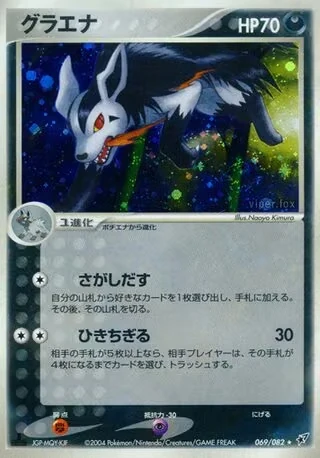 グラエナ
HP70
viper.fox
Illus.Naoyo Kimura
1進化
ポチエナから進化
さがしだす
自分の山札から好きなカードを1枚選び出し、手札に加える。
その後、その山札を切る。
ひきちぎる 30
相手の手札が5枚以上なら、相手プレイヤーは、その手札が
4枚になるまでカードを選び、トラッシュする。
弱点 抵抗力-30 にげる
JGP-MQY-KJF ©2004 Pokémon/Nintendo/Creatures/GAME FREAK 069/082 ★